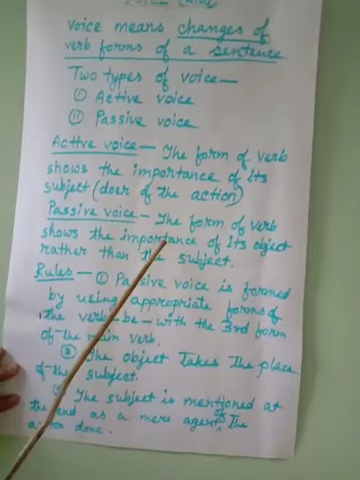 Voice means changes of
verb forms of a sentence
Two types of voice—
(i) Active voice
(ii) Passive voice
Active voice— The form of verb
shows the importance of its
subject (doer of the action)
Passive voice— The form of verb
shows the importance of its object
rather than the subject.
Rules— (i) Passive voice is formed
by using appropriate forms of
the verb—be—with the 3rd form
of the main verb.
The object takes the place
of the subject.
The subject is mentioned at
the end as a mere agent of the
action done.